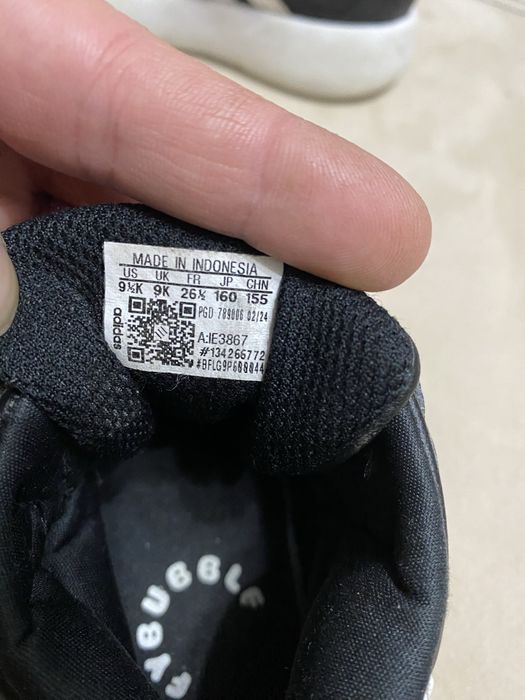 MADE IN INDONESIA
US UK FR JP CHN
9½K 9K 26½ 160 155
PGD 789006 02/24
A:IE3867
#134266772
#BFLG9P688044
adidas
FYBUBBLE